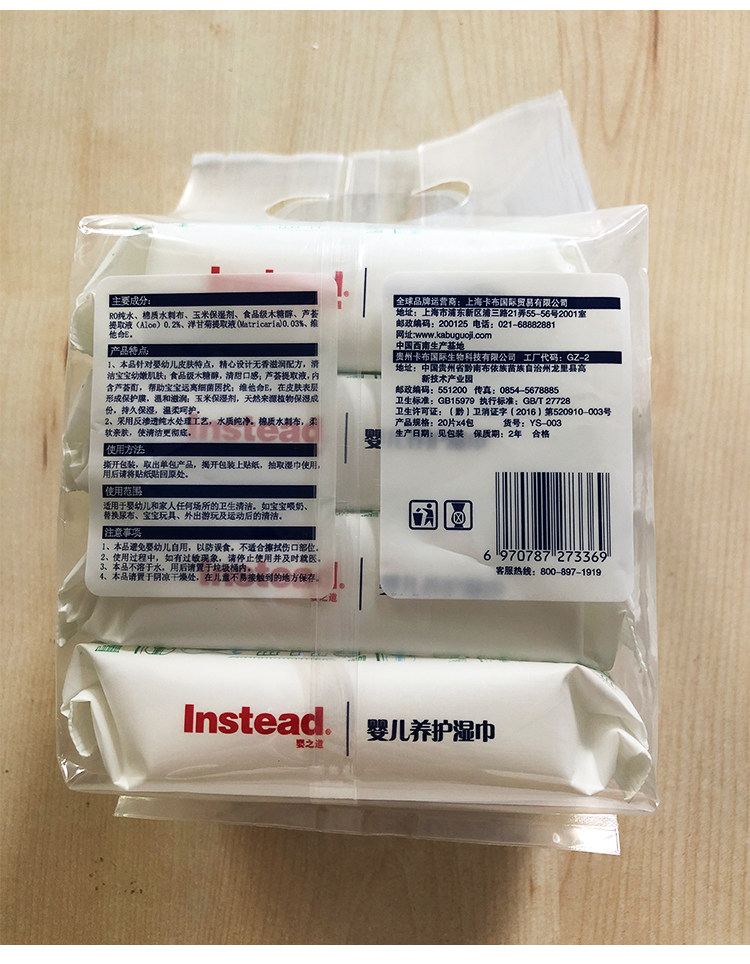 主要成分:
RO纯水、棉质水刺布、玉米保湿剂、食品级木糖醇、芦荟
提取液(Aloe)0.2%、洋甘菊提取液(Matricaria)0.03%、维
他命E。
产品特点:
1、本品针对婴幼儿皮肤特点，精心设计无香滋润配方，清
洁宝宝幼嫩肌肤；食品级木糖醇，清甜口感；芦荟提取液，内
含芦荟酊，帮助宝宝远离细菌困扰；维他命E，在皮肤表层
形成保护膜，温和滋润；玉米保湿剂，天然来源植物保湿成
份，持久保湿，温柔呵护。
2、采用反渗透纯水处理工艺，水质纯净。棉质水刺布，柔
软亲肤，使清洁更彻底。
使用方法:
撕开包装，取出单包产品，揭开包装上贴纸，抽取湿巾使用，
用后请将贴纸贴回原处。
使用范围:
适用于婴幼儿和家人任何场所的卫生清洁。如宝宝喂奶、
替换尿布、宝宝玩具、外出游玩及运动后的清洁。
注意事项:
1、本品避免婴幼儿自用，以防误食。不适合擦拭伤口部位。
2、使用过程中，如有过敏现象，请停止使用并及时就医。
3、本品不溶于水，用后请置于垃圾桶内。
4、本品请置于阴凉干燥处，在儿童不易接触到的地方保存。
全球品牌运营商：上海卡布国际贸易有限公司
地址：上海市浦东新区浦三路21弄55-56号2001室
邮政编码：200125 电话：021-68882881
网址:www.kabuguoji.com
中国西南生产基地
贵州卡布国际生物科技有限公司 工厂代码：GZ-2
地址：中国贵州省黔南布依族苗族自治州龙里县高
新技术产业园
邮政编码：551200 传真：0854-5678885
卫生标准：GB15979 执行标准：GB/T 27728
卫生许可证：（黔）卫消证字（2016）第520910-003号
产品规格：20片x4包 货号：YS-003
生产日期：见包装 保质期：2年 合格
6 970787 273369
客服热线：800-897-1919
Instead.
婴之道
婴儿养护湿巾